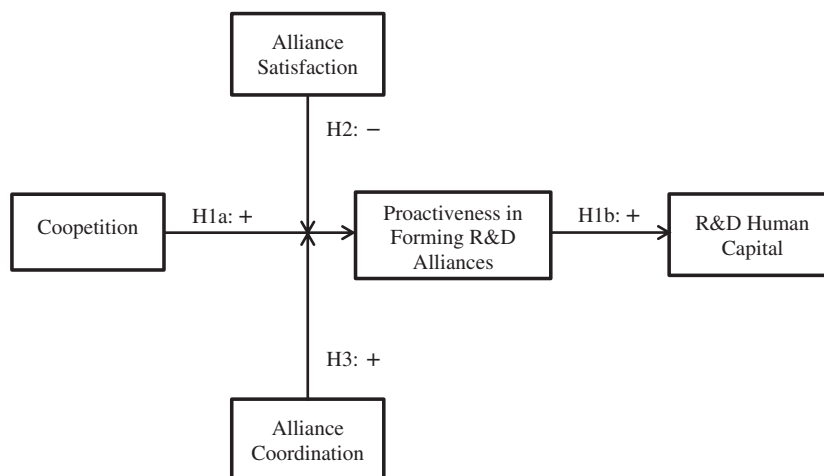 Alliance
Satisfaction
H2: −
Coopetition
H1a: +
Proactiveness in
Forming R&D
Alliances
H1b: +
R&D Human
Capital
H3: +
Alliance
Coordination